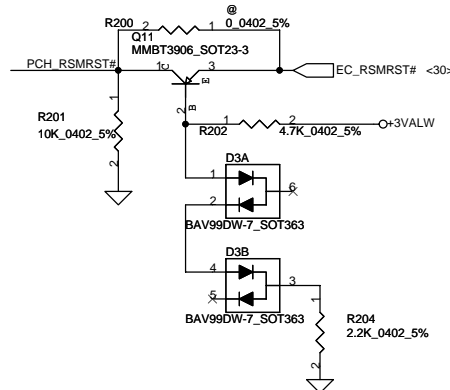 @
R200 2 1 0_0402_5%
Q11
MMBT3906_SOT23-3
PCH_RSMRST# 1 C 3 E EC_RSMRST# <30>
2 B
1
R201
10K_0402_5%
2
1 2 +3VALW
R202 4.7K_0402_5%
D3A
1 6
2
BAV99DW-7_SOT363
D3B
4 3
5
BAV99DW-7_SOT363
1
R204
2.2K_0402_5%
2